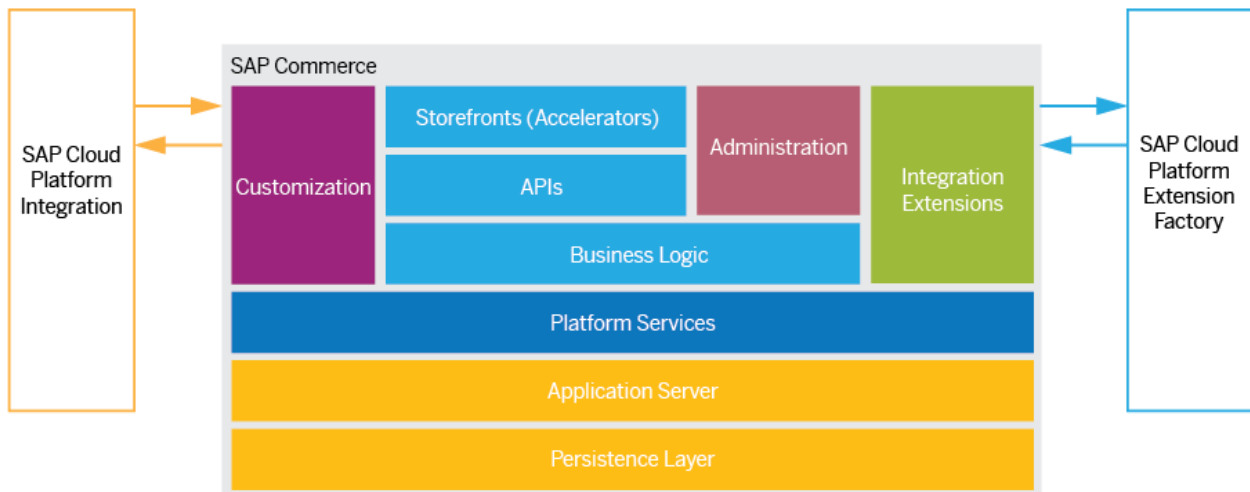 SAP Cloud
Platform
Integration
SAP Commerce
Customization
Storefronts (Accelerators)
APIs
Administration
Business Logic
Integration
Extensions
Platform Services
Application Server
Persistence Layer
SAP Cloud
Platform
Extension
Factory